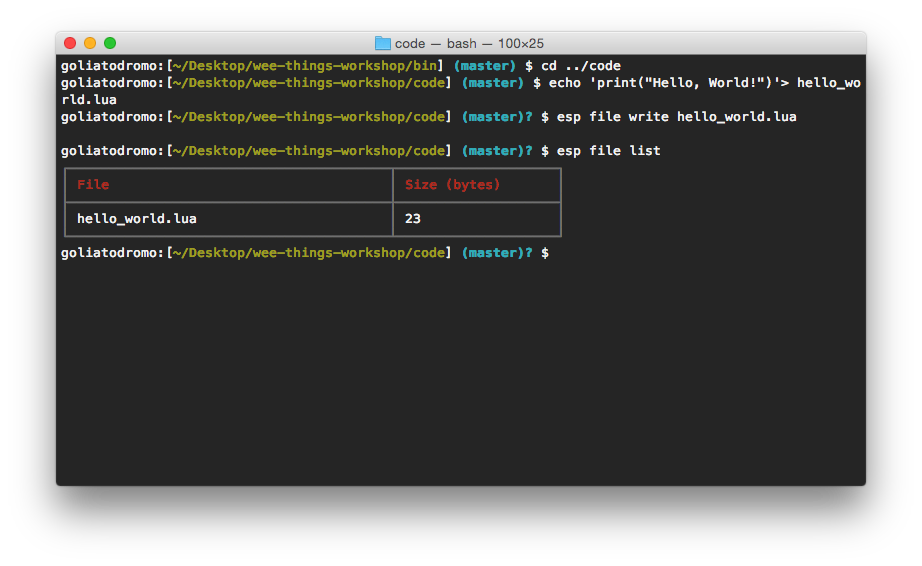 code — bash — 100×25
goliatodromo:[~/Desktop/wee-things-workshop/bin] (master) $ cd ../code
goliatodromo:[~/Desktop/wee-things-workshop/code] (master) $ echo 'print("Hello, World!")'> hello_wo
rld.lua
goliatodromo:[~/Desktop/wee-things-workshop/code] (master)? $ esp file write hello_world.lua
goliatodromo:[~/Desktop/wee-things-workshop/code] (master)? $ esp file list
File Size (bytes)
hello_world.lua 23
goliatodromo:[~/Desktop/wee-things-workshop/code] (master)? $